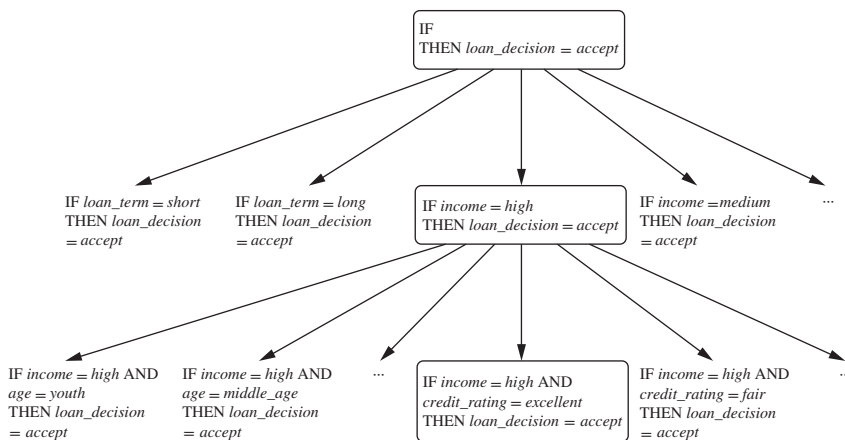 IF
THEN loan_decision = accept
IF loan_term = short
THEN loan_decision
= accept
IF loan_term = long
THEN loan_decision
= accept
IF income = high
THEN loan_decision = accept
IF income =medium
THEN loan_decision
= accept
...
IF income = high AND
age = youth
THEN loan_decision
= accept
IF income = high AND
age = middle_age
THEN loan_decision
= accept
...
IF income = high AND
credit_rating = excellent
THEN loan_decision = accept
IF income = high AND
credit_rating = fair
THEN loan_decision
= accept
...